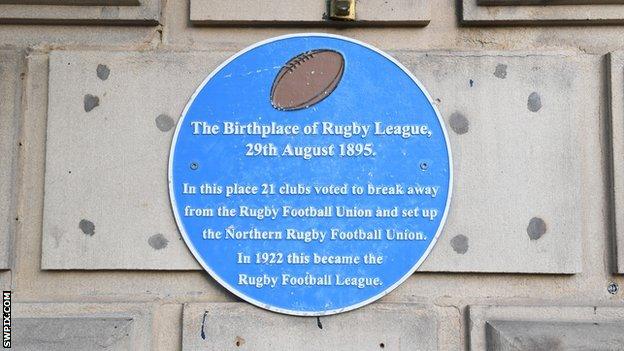 The Birthplace of Rugby League,
29th August 1895.
In this place 21 clubs voted to break away
from the Rugby Football Union and set up
the Northern Rugby Football Union.
In 1922 this became the
Rugby Football League.
SWPIX.COM